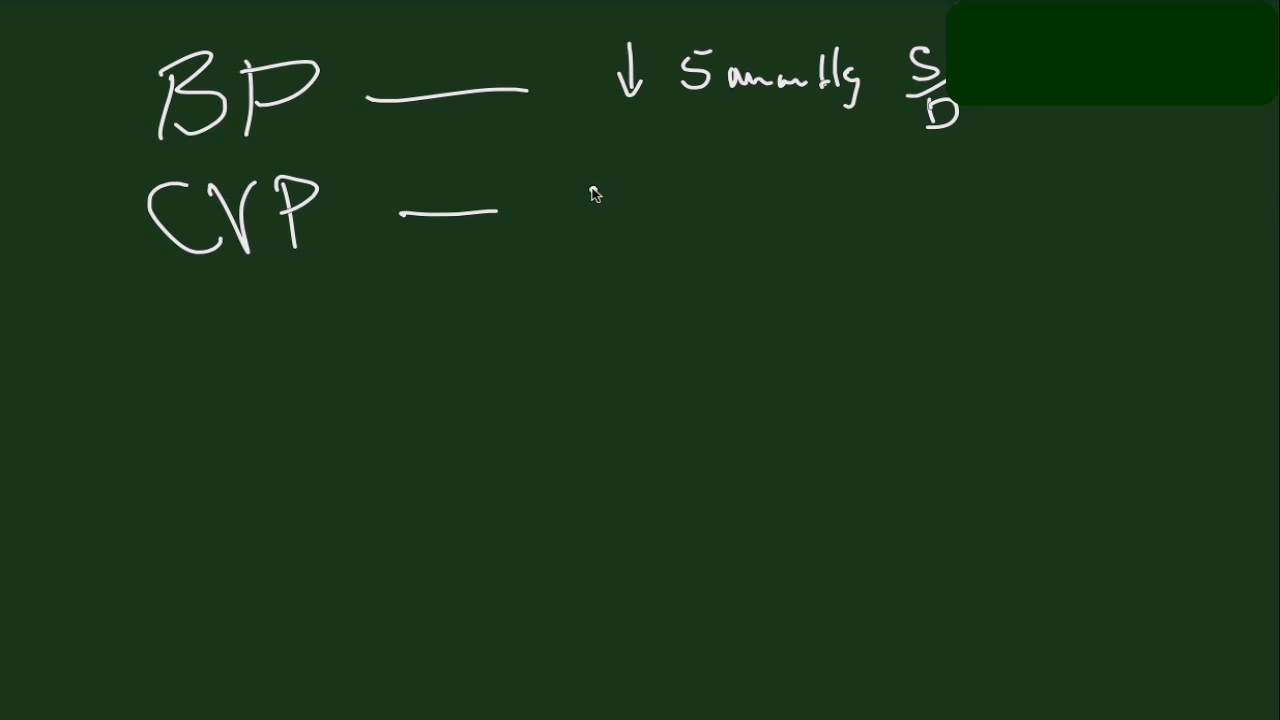 BP — ↓ 5 mmHg S/D
CVP —